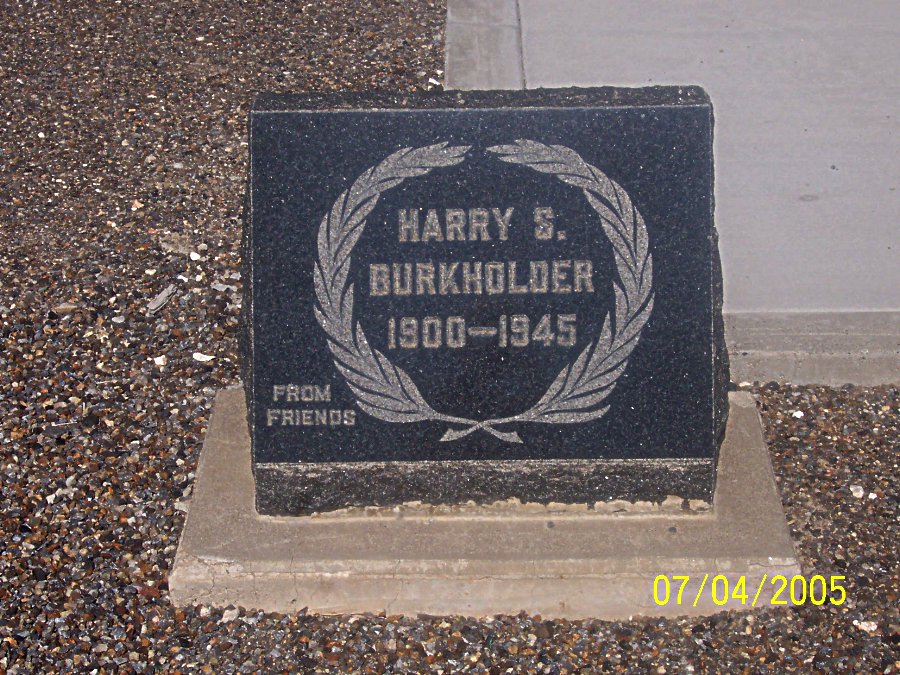 HARRY S.
BURKHOLDER
1900—1945
FROM
FRIENDS
07/04/2005